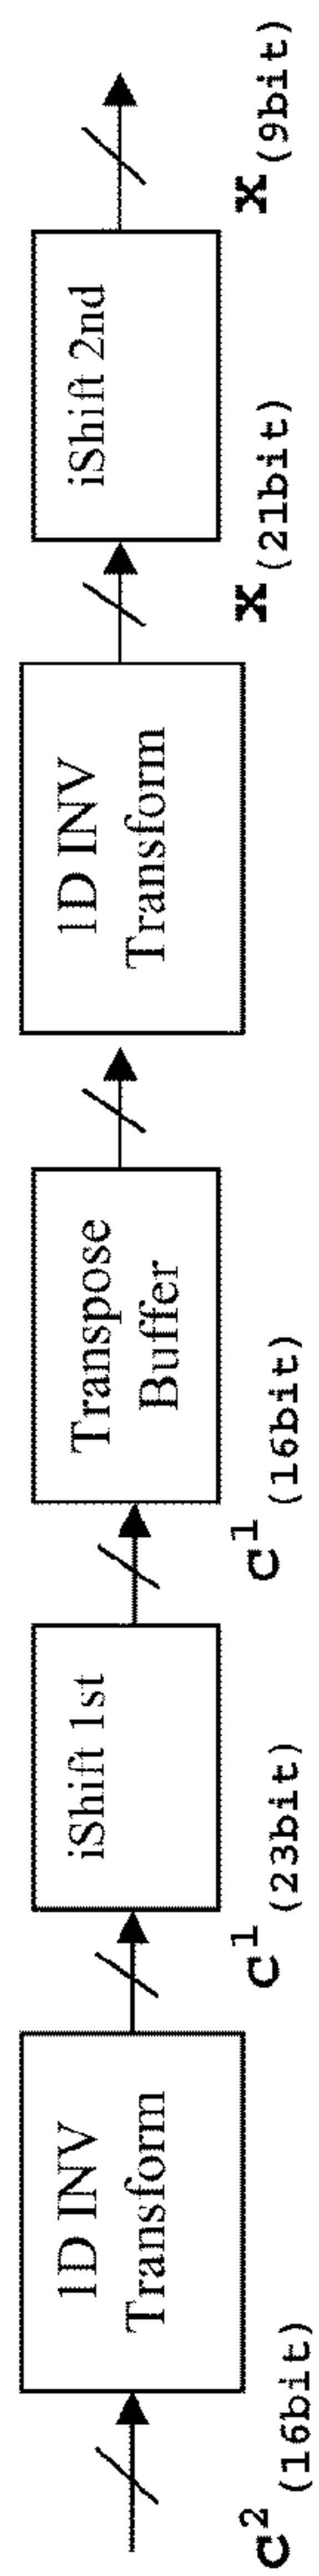 C² (16bit)
1D INV
Transform
C¹ (23bit)
iShift 1st
C¹ (16bit)
Transpose
Buffer
1D INV
Transform
X (21bit)
iShift 2nd
X (9bit)